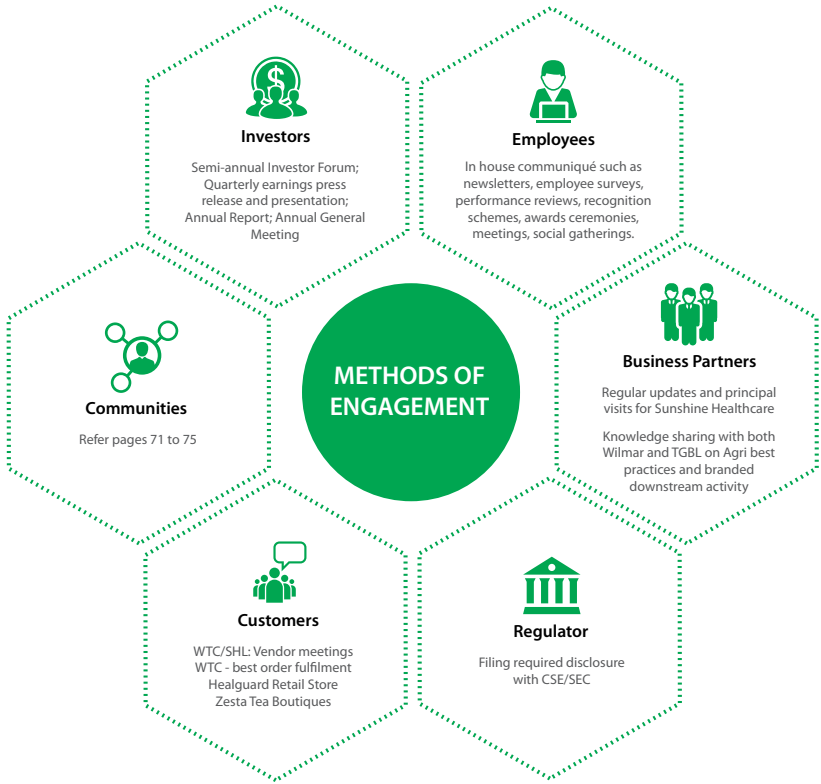 Investors
Semi-annual Investor Forum;
Quarterly earnings press
release and presentation;
Annual Report; Annual General
Meeting
Employees
In house communiqué such as
newsletters, employee surveys,
performance reviews, recognition
schemes, awards ceremonies,
meetings, social gatherings.
Communities
Refer pages 71 to 75
METHODS OF
ENGAGEMENT
Business Partners
Regular updates and principal
visits for Sunshine Healthcare
Knowledge sharing with both
Wilmar and TGBL on Agri best
practices and branded
downstream activity
Customers
WTC/SHL: Vendor meetings
WTC - best order fulfilment
Healguard Retail Store
Zesta Tea Boutiques
Regulator
Filing required disclosure
with CSE/SEC